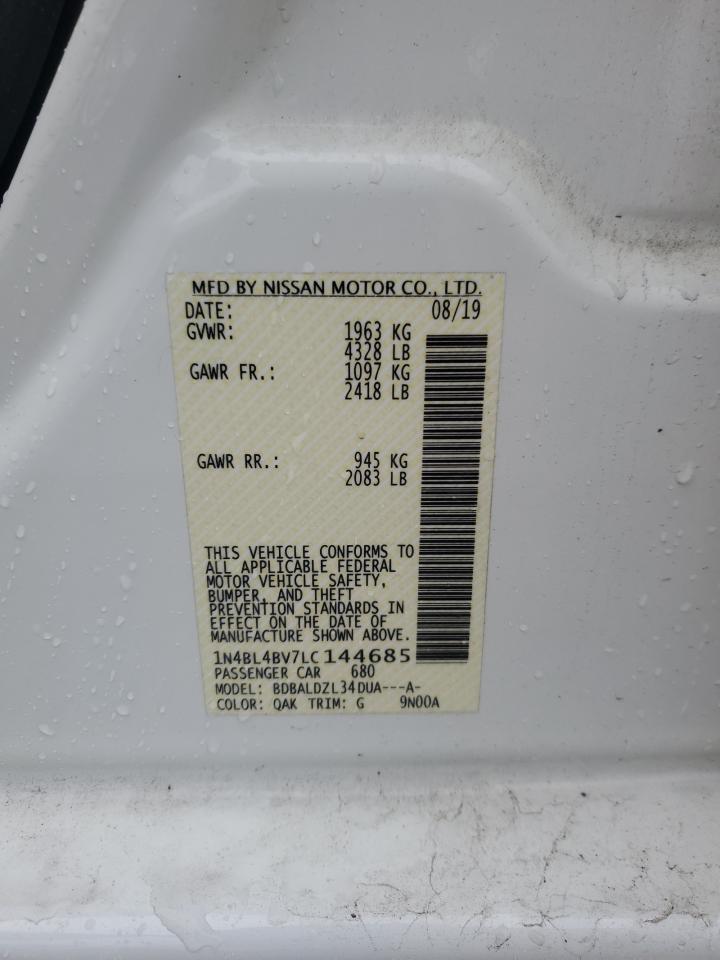 MFD BY NISSAN MOTOR CO., LTD.
DATE: 08/19
GVWR: 1963 KG
4328 LB
GAWR FR.: 1097 KG
2418 LB
GAWR RR.: 945 KG
2083 LB
THIS VEHICLE CONFORMS TO
ALL APPLICABLE FEDERAL
MOTOR VEHICLE SAFETY,
BUMPER, AND THEFT
PREVENTION STANDARDS IN
EFFECT ON THE DATE OF
MANUFACTURE SHOWN ABOVE.
1N4BL4BV7LC144685
PASSENGER CAR 680
MODEL: BDBALDZL34DUA---A-
COLOR: QAK TRIM: G 9N00A